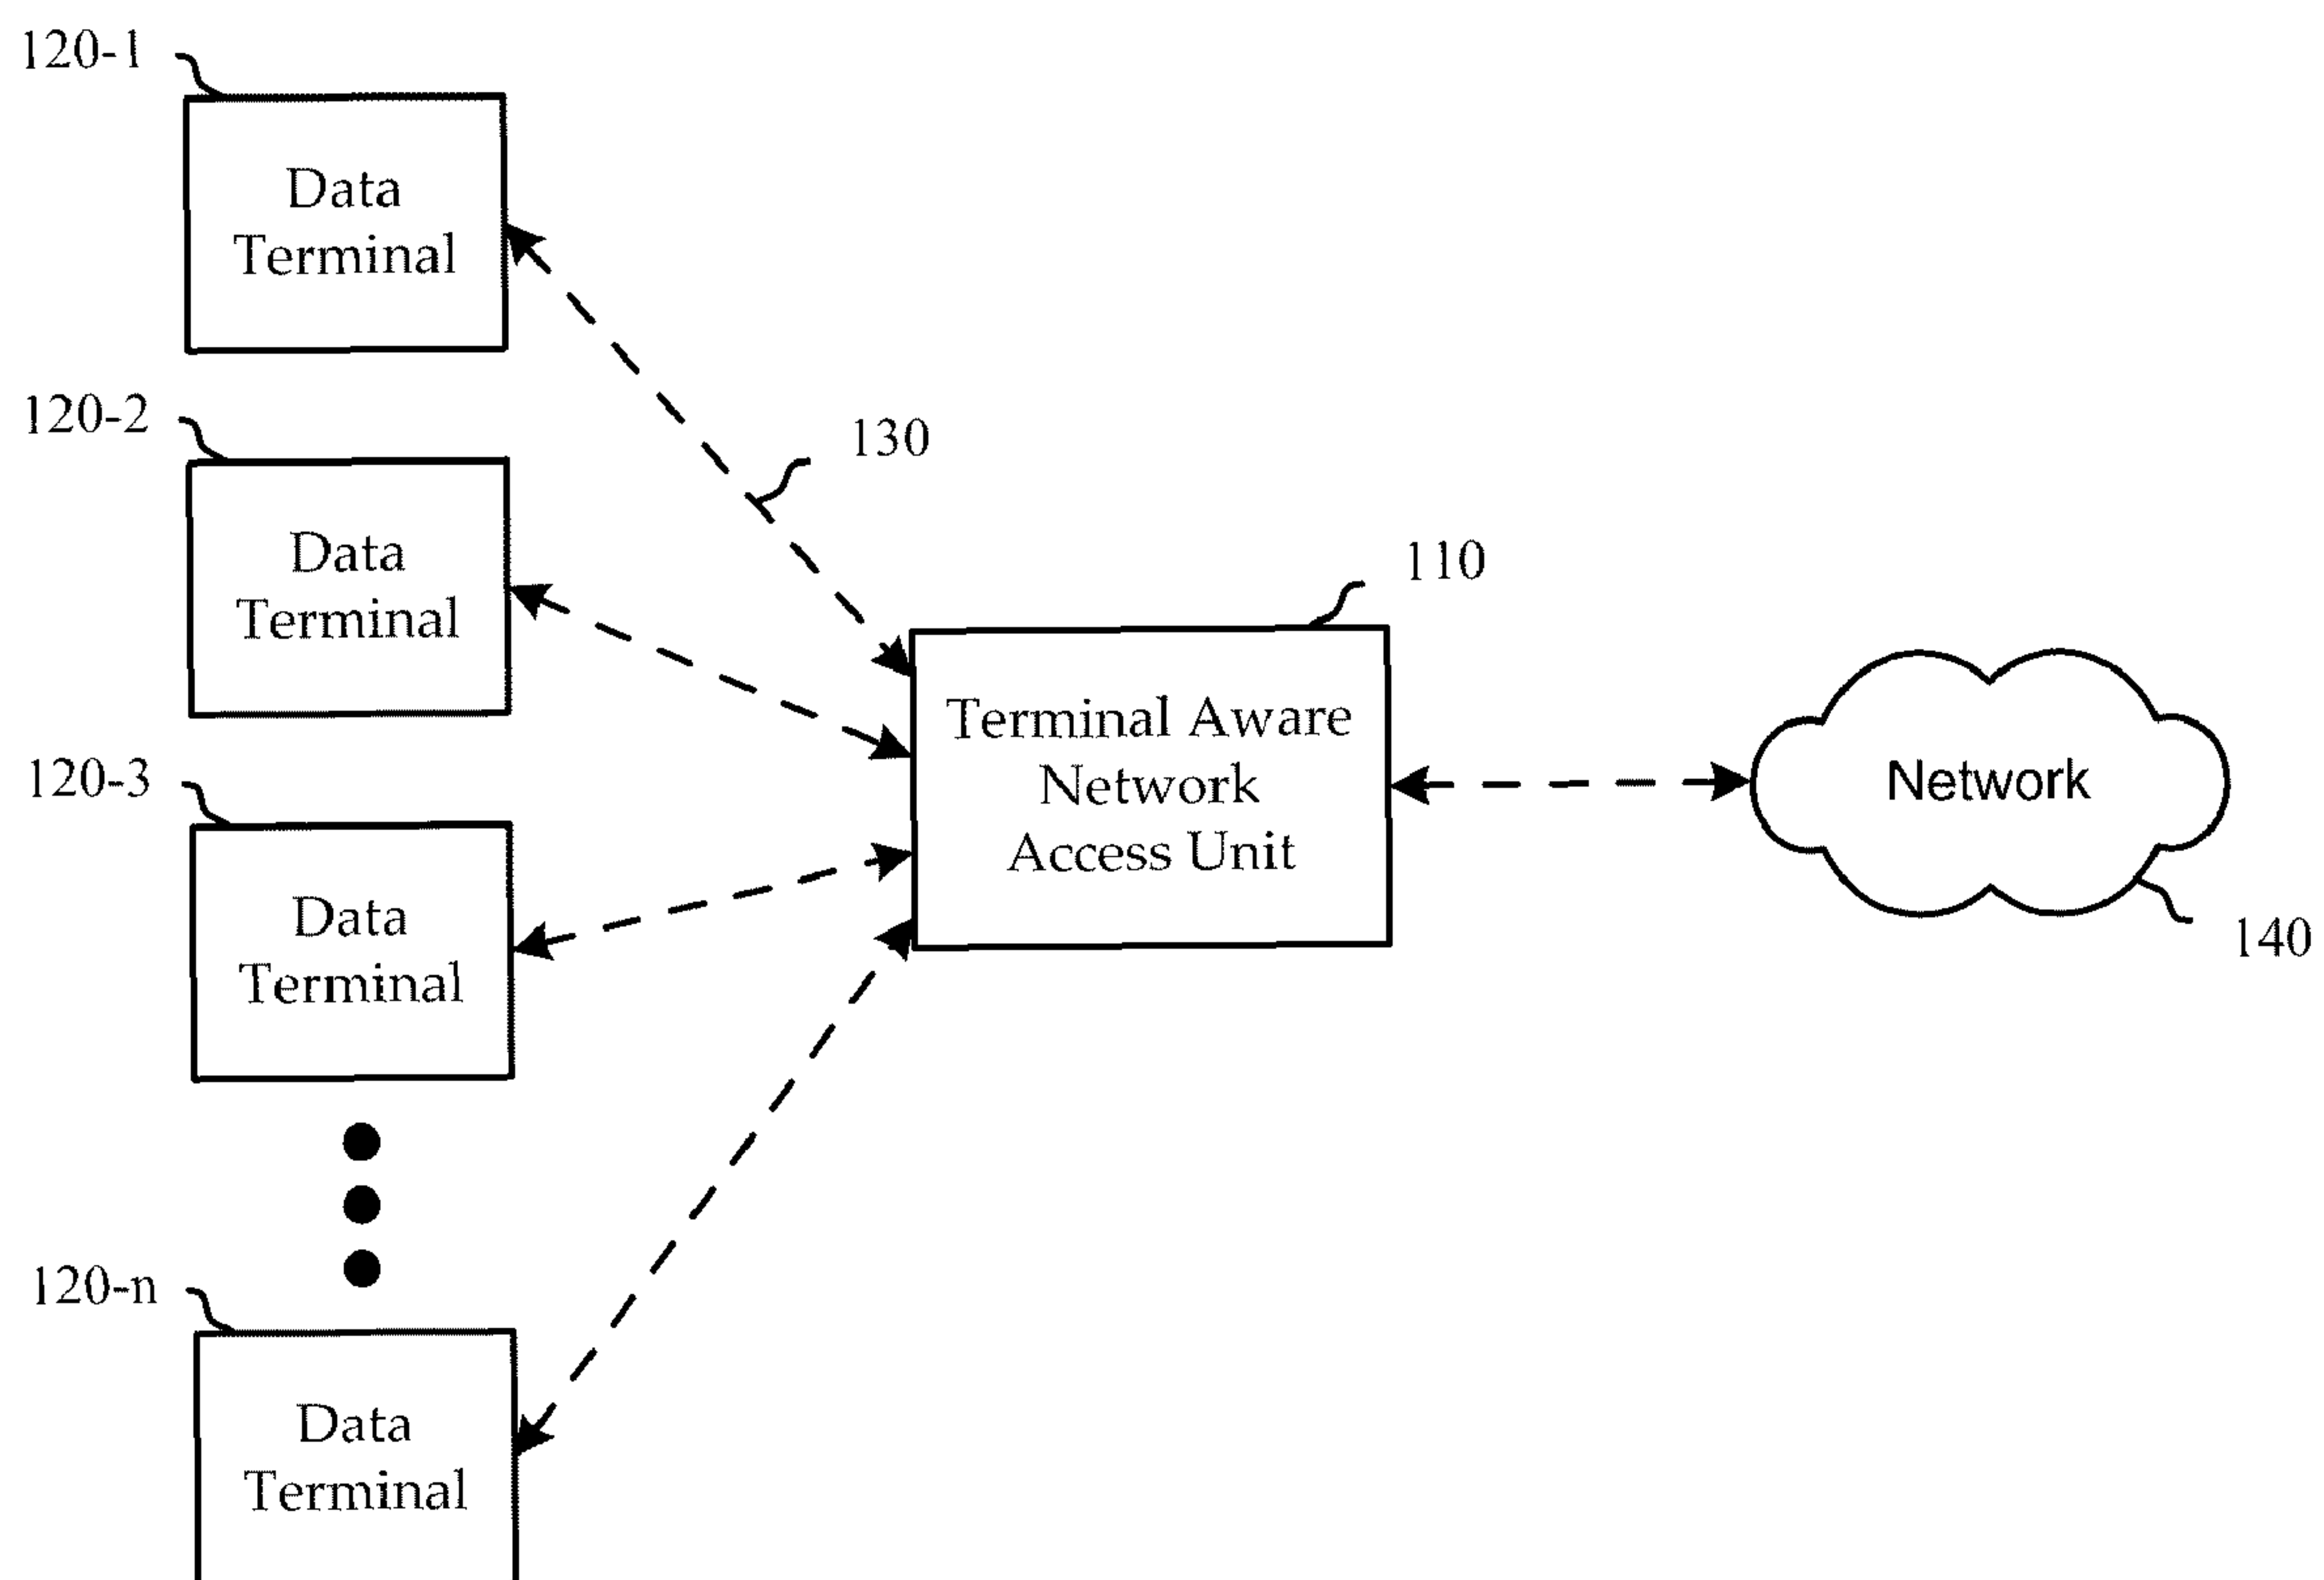 120-1
Data
Terminal
120-2
130
Data
Terminal
110
Terminal Aware
Network
Access Unit
Network
120-3
140
Data
Terminal
120-n
Data
Terminal